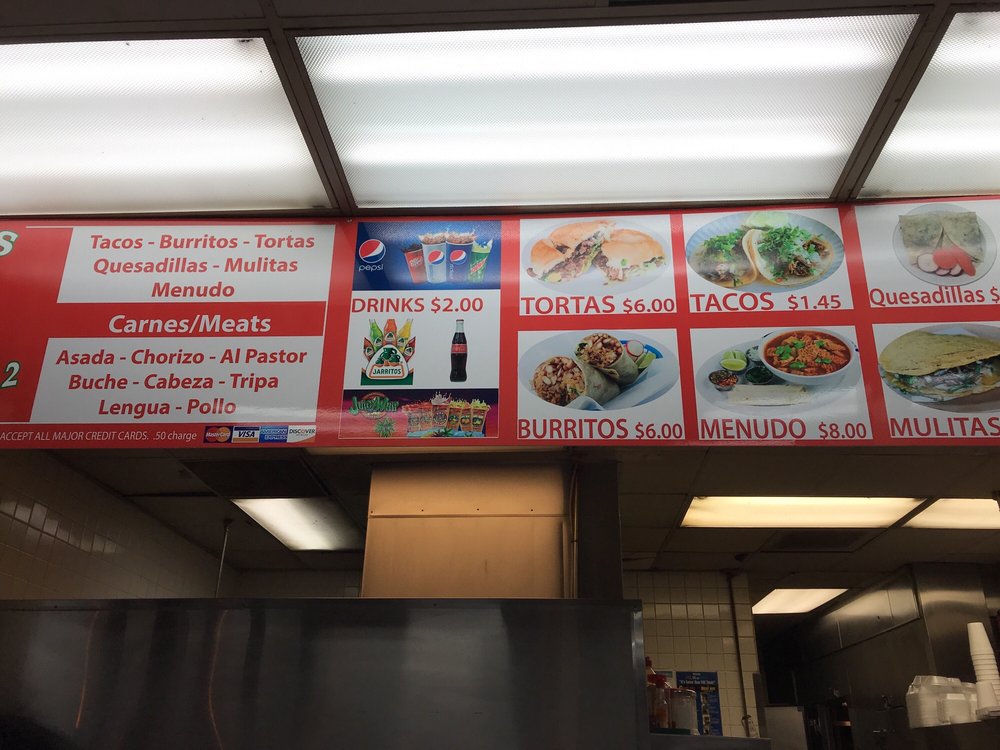 S
Tacos - Burritos - Tortas
Quesadillas - Mulitas
Menudo
Carnes/Meats
2
Asada - Chorizo - Al Pastor
Buche - Cabeza - Tripa
Lengua - Pollo
ACCEPT ALL MAJOR CREDIT CARDS. .50 charge
MasterCard
VISA
DISCOVER
pepsi
DRINKS $2.00
JARRITOS
TORTAS $6.00
TACOS $1.45
Quesadillas $
BURRITOS $6.00
MENUDO $8.00
MULITAS